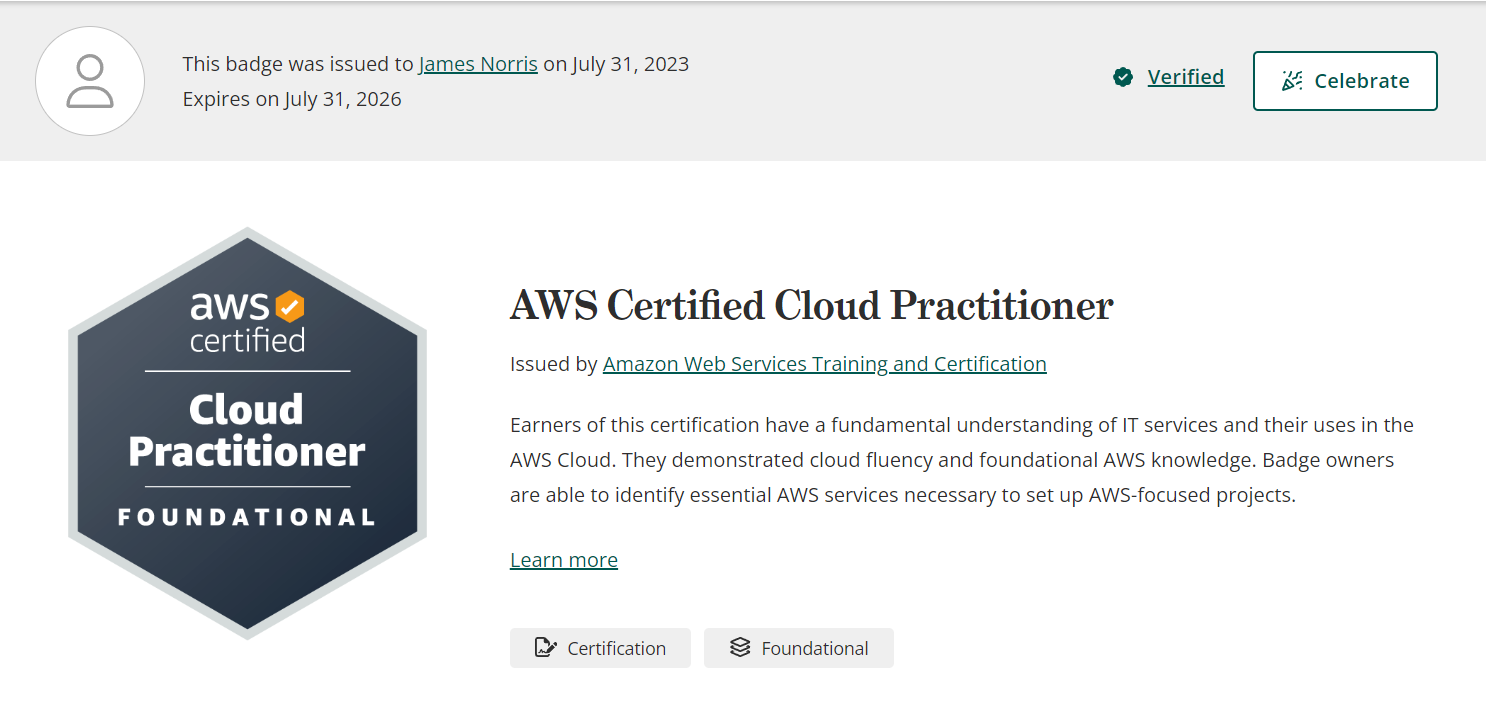 This badge was issued to James Norris on July 31, 2023
Expires on July 31, 2026
Verified
Celebrate
aws
certified
Cloud
Practitioner
FOUNDATIONAL
AWS Certified Cloud Practitioner
Issued by Amazon Web Services Training and Certification
Earners of this certification have a fundamental understanding of IT services and their uses in the
AWS Cloud. They demonstrated cloud fluency and foundational AWS knowledge. Badge owners
are able to identify essential AWS services necessary to set up AWS-focused projects.
Learn more
Certification
Foundational